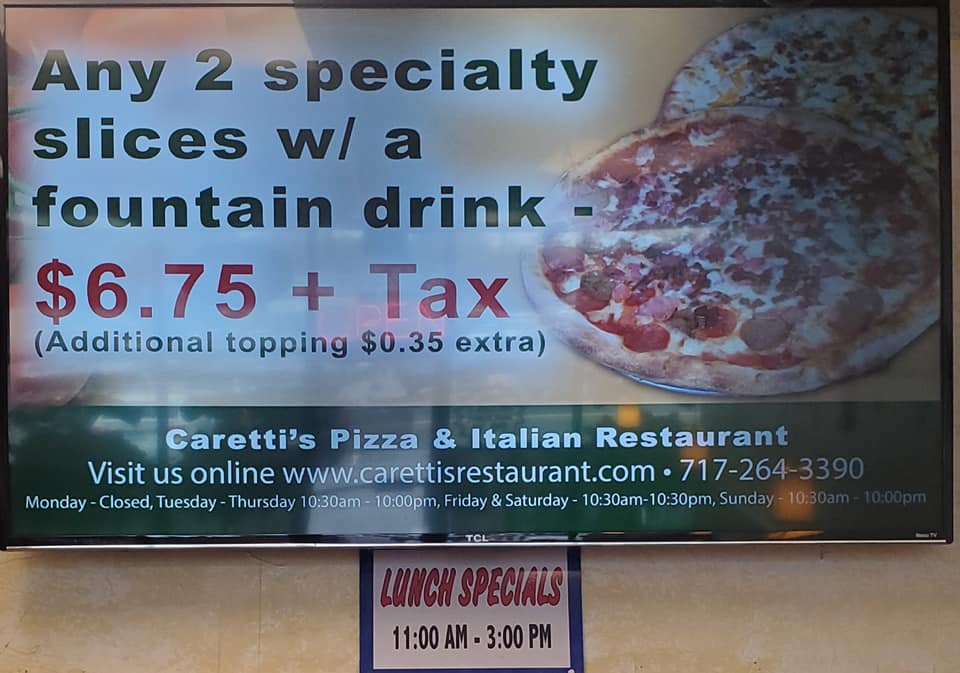 Any 2 specialty
slices w/ a
fountain drink -
$6.75 + Tax
(Additional topping $0.35 extra)
Caretti's Pizza & Italian Restaurant
Visit us online www.carettisrestaurant.com • 717-264-3390
Monday - Closed, Tuesday - Thursday 10:30am - 10:00pm, Friday & Saturday - 10:30am-10:30pm, Sunday - 10:30am - 10:00pm
TCL
Roku TV
LUNCH SPECIALS
11:00 AM - 3:00 PM